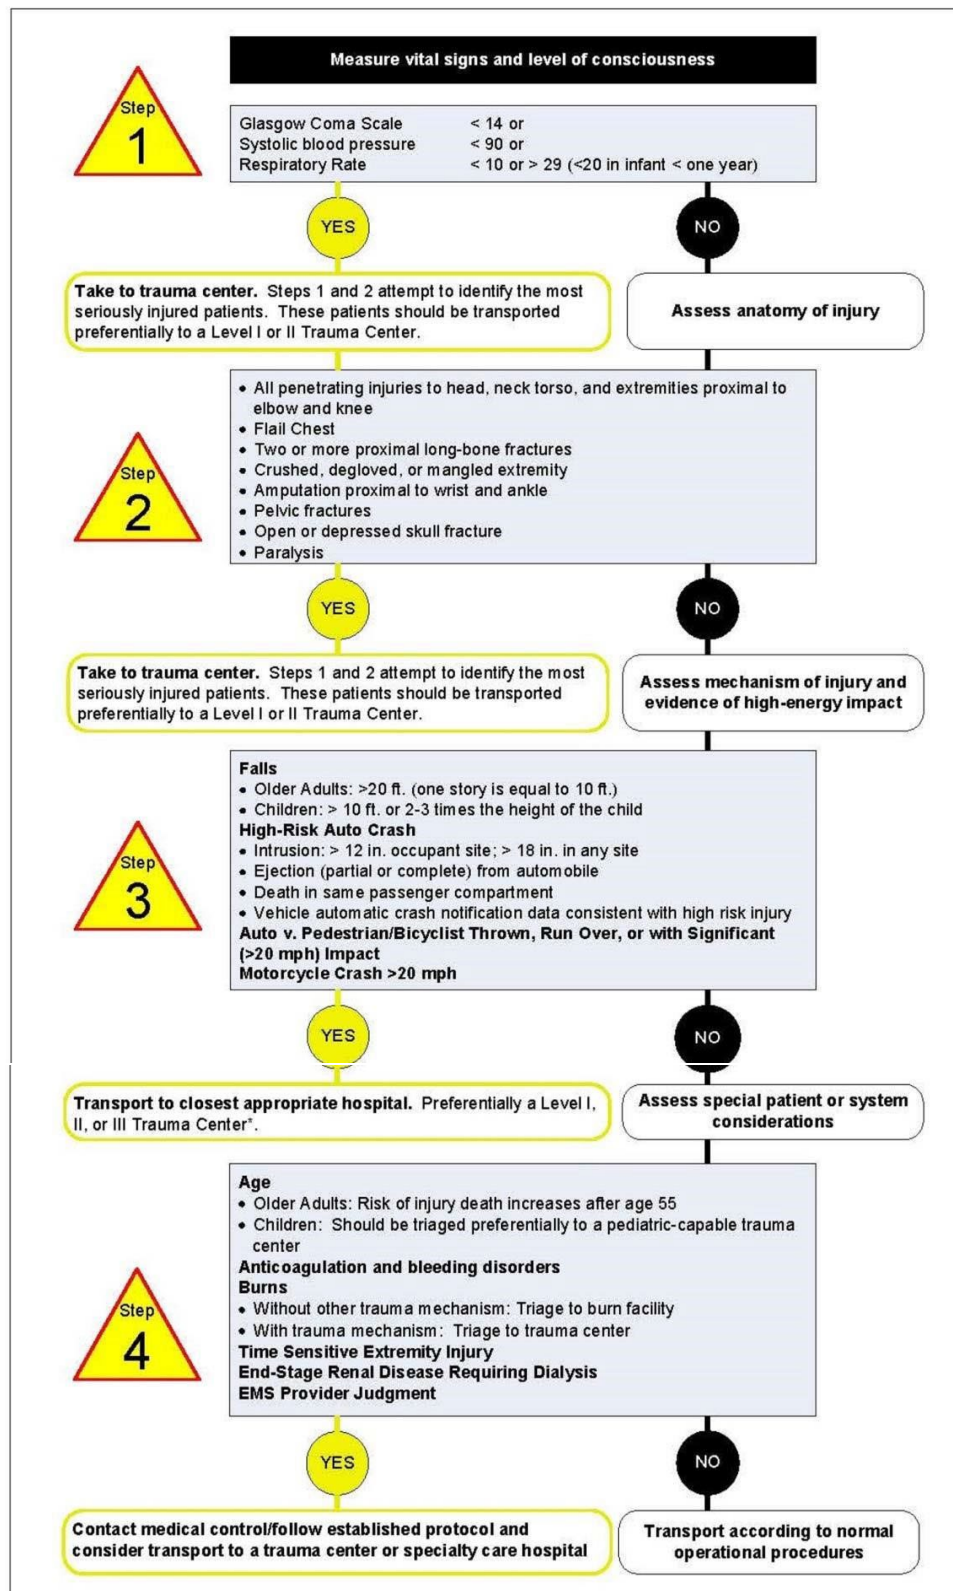 Measure vital signs and level of consciousness
Step
1
Glasgow Coma Scale < 14 or
Systolic blood pressure < 90 or
Respiratory Rate < 10 or > 29 (<20 in infant < one year)
YES
NO
Take to trauma center. Steps 1 and 2 attempt to identify the most
seriously injured patients. These patients should be transported
preferentially to a Level I or II Trauma Center.
Assess anatomy of injury
Step
2
• All penetrating injuries to head, neck torso, and extremities proximal to
elbow and knee
• Flail Chest
• Two or more proximal long-bone fractures
• Crushed, degloved, or mangled extremity
• Amputation proximal to wrist and ankle
• Pelvic fractures
• Open or depressed skull fracture
• Paralysis
YES
NO
Take to trauma center. Steps 1 and 2 attempt to identify the most
seriously injured patients. These patients should be transported
preferentially to a Level I or II Trauma Center.
Assess mechanism of injury and
evidence of high-energy impact
Step
3
Falls
• Older Adults: >20 ft. (one story is equal to 10 ft.)
• Children: > 10 ft. or 2-3 times the height of the child
High-Risk Auto Crash
• Intrusion: > 12 in. occupant site; > 18 in. in any site
• Ejection (partial or complete) from automobile
• Death in same passenger compartment
• Vehicle automatic crash notification data consistent with high risk injury
Auto v. Pedestrian/Bicyclist Thrown, Run Over, or with Significant
(>20 mph) Impact
Motorcycle Crash >20 mph
YES
NO
Transport to closest appropriate hospital. Preferentially a Level I,
II, or III Trauma Center*.
Assess special patient or system
considerations
Step
4
Age
• Older Adults: Risk of injury death increases after age 55
• Children: Should be triaged preferentially to a pediatric-capable trauma
center
Anticoagulation and bleeding disorders
Burns
• Without other trauma mechanism: Triage to burn facility
• With trauma mechanism: Triage to trauma center
Time Sensitive Extremity Injury
End-Stage Renal Disease Requiring Dialysis
EMS Provider Judgment
YES
NO
Contact medical control/follow established protocol and
consider transport to a trauma center or specialty care hospital
Transport according to normal
operational procedures